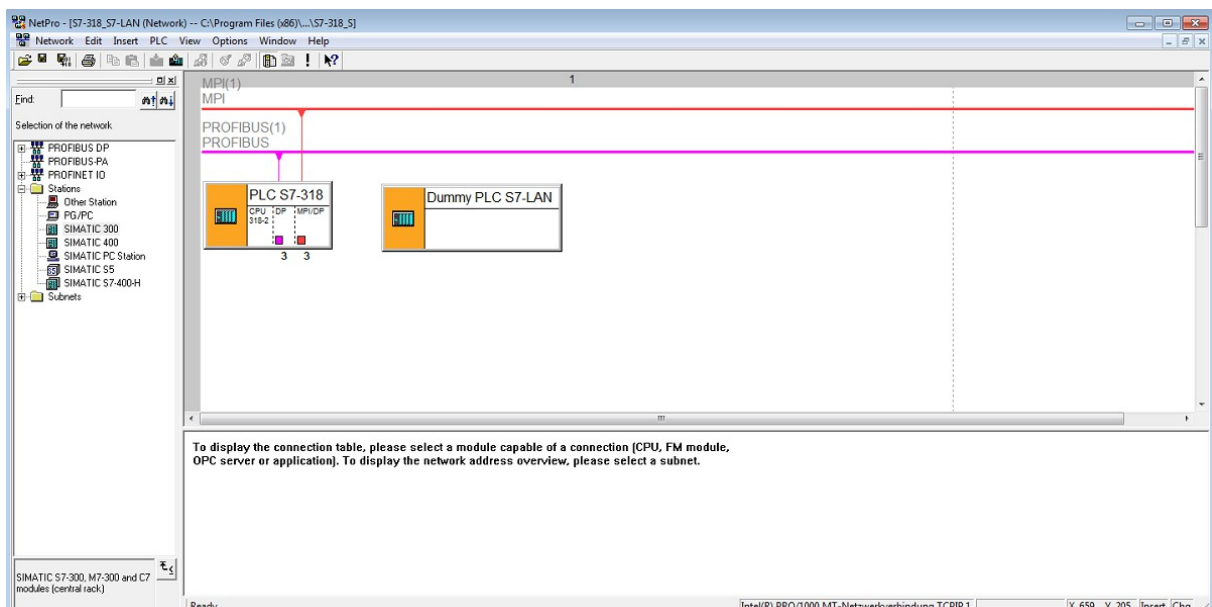 NetPro - [S7-318_S7-LAN (Network) -- C:\Program Files (x86)\...\S7-318_S]
Network Edit Insert PLC View Options Window Help
Find:
Selection of the network
PROFIBUS DP
PROFIBUS-PA
PROFINET IO
Stations
Other Station
PG/PC
SIMATIC 300
SIMATIC 400
SIMATIC PC Station
SIMATIC S5
SIMATIC S7-400-H
Subnets
SIMATIC S7-300, M7-300 and C7
modules (central rack)
1
MPI(1)
MPI
PROFIBUS(1)
PROFIBUS
PLC S7-318
CPU DP MPI/DP
318-2
3 3
Dummy PLC S7-LAN
To display the connection table, please select a module capable of a connection (CPU, FM module,
OPC server or application). To display the network address overview, please select a subnet.
Ready Intel(R) PRO/1000 MT-Netzwerkverbindung TCPIP 1 X 659 Y 205 Insert Chg